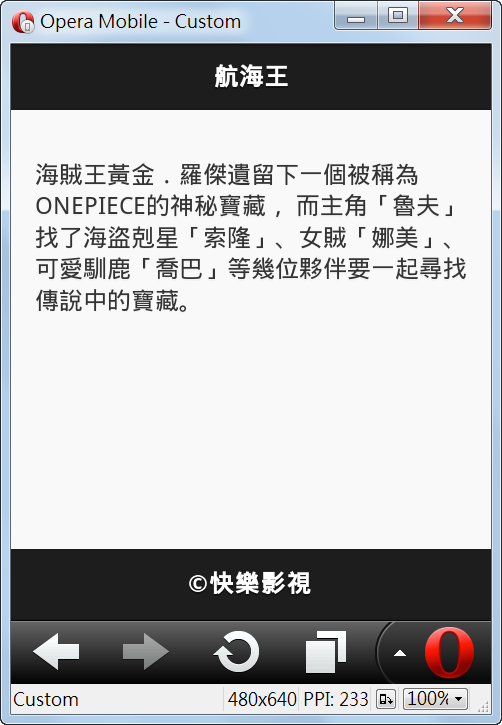 Opera Mobile - Custom
航海王
海賊王黃金．羅傑遺留下一個被稱為
ONEPIECE的神秘寶藏， 而主角「魯夫」
找了海盜剋星「索隆」、女賊「娜美」、
可愛馴鹿「喬巴」等幾位夥伴要一起尋找
傳說中的寶藏。
©快樂影視
Custom 480x640 PPI: 233 100%